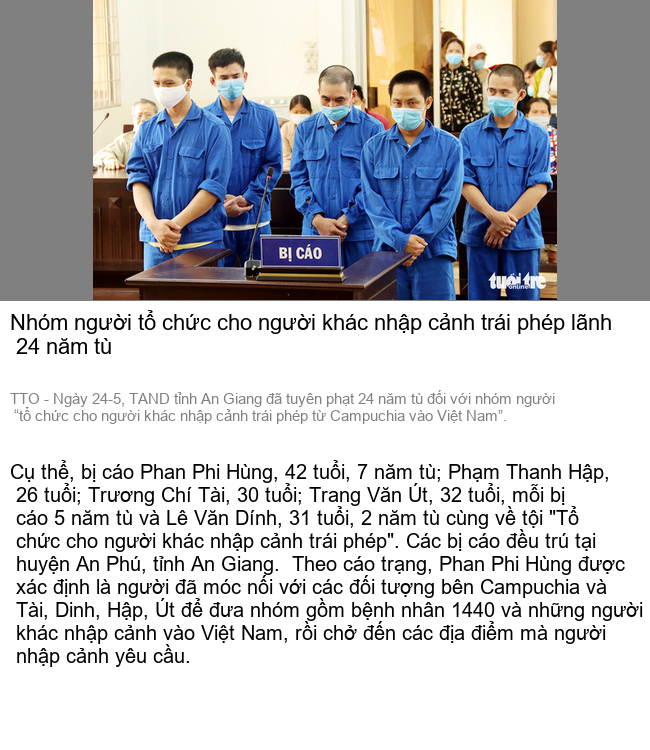 BỊ CÁO
tuổi trẻ
online
Nhóm người tổ chức cho người khác nhập cảnh trái phép lãnh
24 năm tù
TTO - Ngày 24-5, TAND tỉnh An Giang đã tuyên phạt 24 năm tù đối với nhóm người
“tổ chức cho người khác nhập cảnh trái phép từ Campuchia vào Việt Nam”.
Cụ thể, bị cáo Phan Phi Hùng, 42 tuổi, 7 năm tù; Phạm Thanh Hập,
26 tuổi; Trương Chí Tài, 30 tuổi; Trang Văn Út, 32 tuổi, mỗi bị
cáo 5 năm tù và Lê Văn Dính, 31 tuổi, 2 năm tù cùng về tội "Tổ
chức cho người khác nhập cảnh trái phép". Các bị cáo đều trú tại
huyện An Phú, tỉnh An Giang.  Theo cáo trạng, Phan Phi Hùng được
xác định là người đã móc nối với các đối tượng bên Campuchia và
Tài, Dinh, Hập, Út để đưa nhóm gồm bệnh nhân 1440 và những người
khác nhập cảnh vào Việt Nam, rồi chở đến các địa điểm mà người
nhập cảnh yêu cầu.